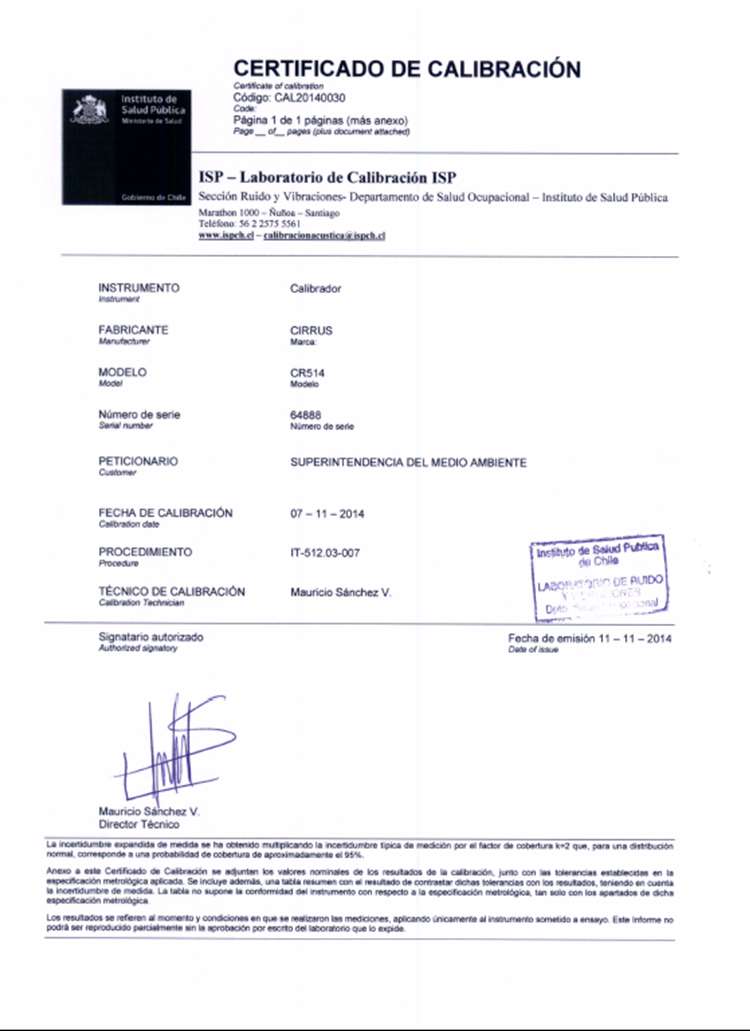 CERTIFICADO DE CALIBRACIÓN
Certificate of calibration
Código: CAL20140030
Code:
Página 1 de 1 páginas (más anexo)
Page __ of__ pages (plus document attached)
Instituto de
Salud Pública
Ministerio de Salud
Gobierno de Chile
ISP – Laboratorio de Calibración ISP
Sección Ruido y Vibraciones- Departamento de Salud Ocupacional – Instituto de Salud Pública
Marathon 1000 – Ñuñoa – Santiago
Teléfono: 56 2 2575 5561
www.ispch.cl – calibracionacustica@ispch.cl
INSTRUMENTO Calibrador
Instrument
FABRICANTE CIRRUS
Manufacturer Marca:
MODELO CR514
Model Modelo
Número de serie 64888
Serial number Número de serie
PETICIONARIO SUPERINTENDENCIA DEL MEDIO AMBIENTE
Customer
FECHA DE CALIBRACIÓN 07 – 11 – 2014
Calibration date
PROCEDIMIENTO IT-512.03-007
Procedure
TÉCNICO DE CALIBRACIÓN Mauricio Sánchez V.
Calibration Technician
Instituto de Salud Publica
de Chile
LABORATORIO DE RUIDO
Signatario autorizado Fecha de emisión 11 – 11 – 2014
Authorized signatory Date of issue
Mauricio Sánchez V.
Director Técnico
La incertidumbre expandida de medida se ha obtenido multiplicando la incertidumbre típica de medición por el factor de cobertura k=2 que, para una distribución
normal, corresponde a una probabilidad de cobertura de aproximadamente el 95%.
Anexo a este Certificado de Calibración se adjuntan los valores nominales de los resultados de la calibración, junto con las tolerancias establecidas en la
especificación metrológica aplicada. Se incluye además, una tabla resumen con el resultado de contrastar dichas tolerancias con los resultados, teniendo en cuenta
la incertidumbre de medida. La tabla no supone la conformidad del instrumento con respecto a la especificación metrológica, tan solo con los apartados de dicha
especificación metrológica.
Los resultados se refieren al momento y condiciones en que se realizaron las mediciones, aplicando únicamente al instrumento sometido a ensayo. Este Informe no
podrá ser reproducido parcialmente sin la aprobación por escrito del laboratorio que lo expide.